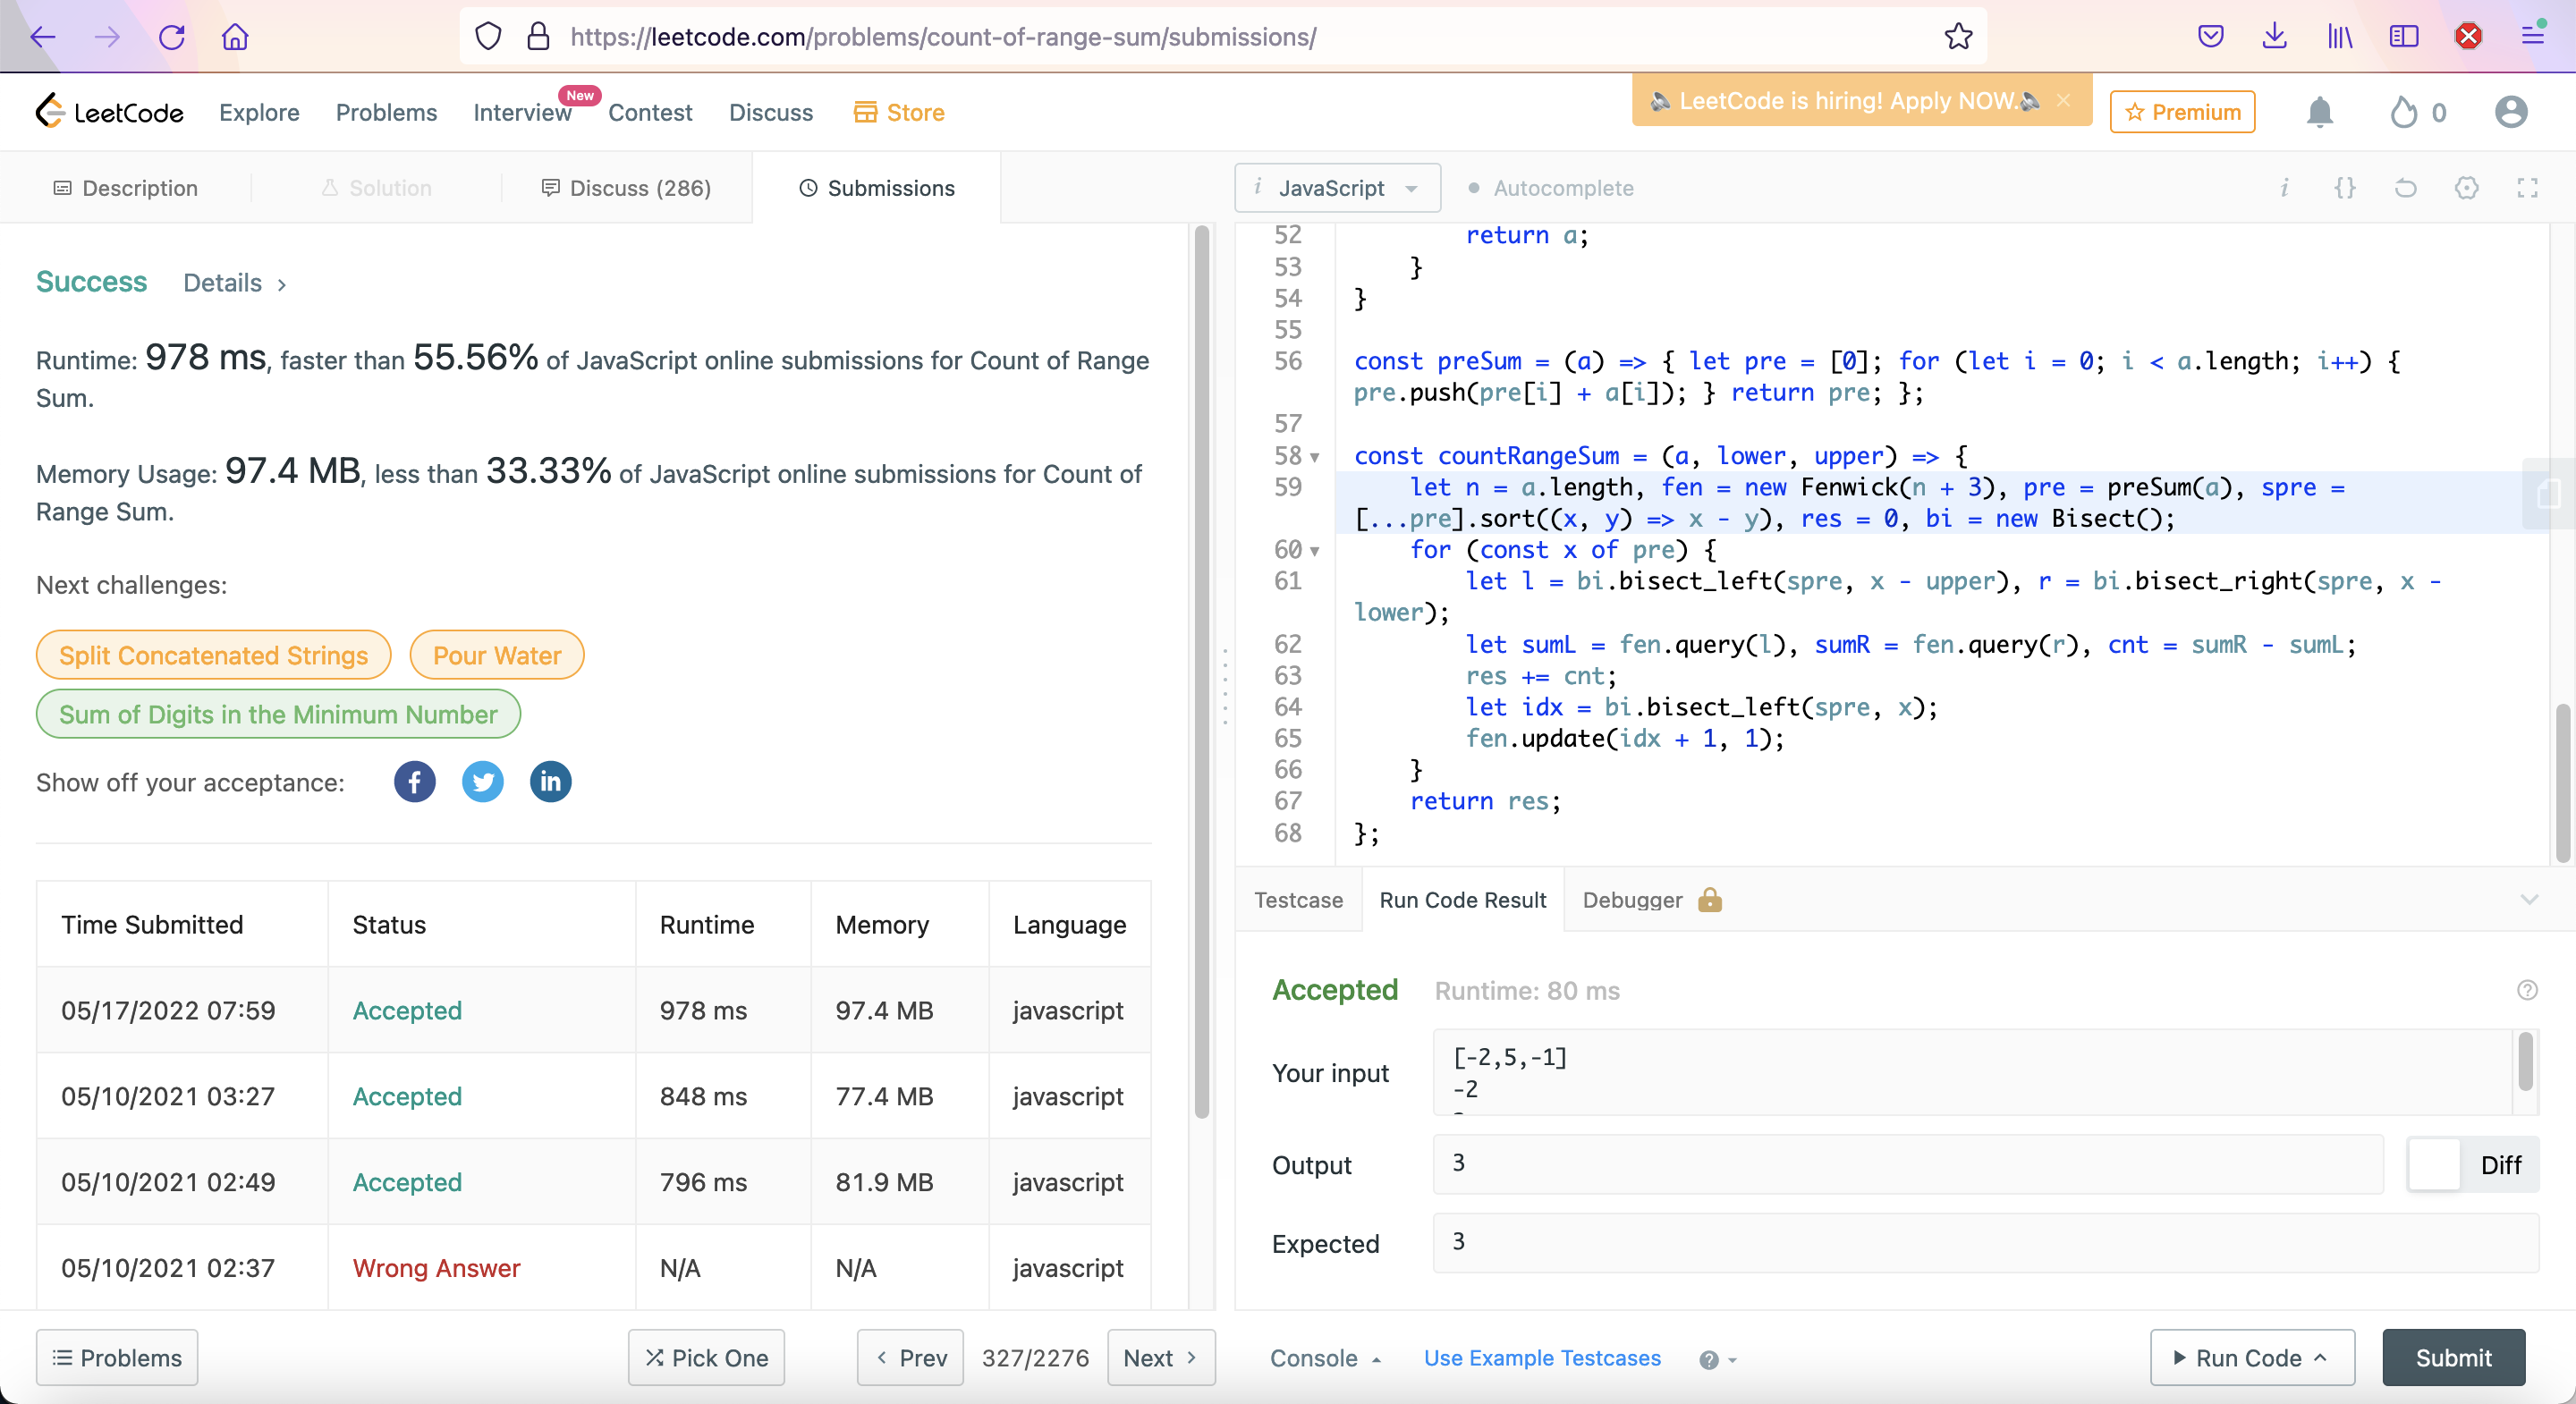 https://leetcode.com/problems/count-of-range-sum/submissions/
LeetCode
Explore
Problems
Interview
New
Contest
Discuss
Store
LeetCode is hiring! Apply NOW.
Premium
0
Description
Solution
Discuss (286)
Submissions
Success
Details >
Runtime: 978 ms, faster than 55.56% of JavaScript online submissions for Count of Range
Sum.
Memory Usage: 97.4 MB, less than 33.33% of JavaScript online submissions for Count of
Range Sum.
Next challenges:
Split Concatenated Strings
Pour Water
Sum of Digits in the Minimum Number
Show off your acceptance:
Time Submitted Status Runtime Memory Language
05/17/2022 07:59 Accepted 978 ms 97.4 MB javascript
05/10/2021 03:27 Accepted 848 ms 77.4 MB javascript
05/10/2021 02:49 Accepted 796 ms 81.9 MB javascript
05/10/2021 02:37 Wrong Answer N/A N/A javascript
Problems
Pick One
< Prev
327/2276
Next >
i JavaScript
Autocomplete
52 return a;
53 }
54 }
55
56 const preSum = (a) => { let pre = [0]; for (let i = 0; i < a.length; i++) {
pre.push(pre[i] + a[i]); } return pre; };
57
58 const countRangeSum = (a, lower, upper) => {
59 let n = a.length, fen = new Fenwick(n + 3), pre = preSum(a), spre =
[...pre].sort((x, y) => x - y), res = 0, bi = new Bisect();
60 for (const x of pre) {
61 let l = bi.bisect_left(spre, x - upper), r = bi.bisect_right(spre, x -
lower);
62 let sumL = fen.query(l), sumR = fen.query(r), cnt = sumR - sumL;
63 res += cnt;
64 let idx = bi.bisect_left(spre, x);
65 fen.update(idx + 1, 1);
66 }
67 return res;
68 };
Testcase
Run Code Result
Debugger
Accepted
Runtime: 80 ms
Your input
[-2,5,-1]
-2
Output
3
Diff
Expected
3
Console
Use Example Testcases
Run Code
Submit